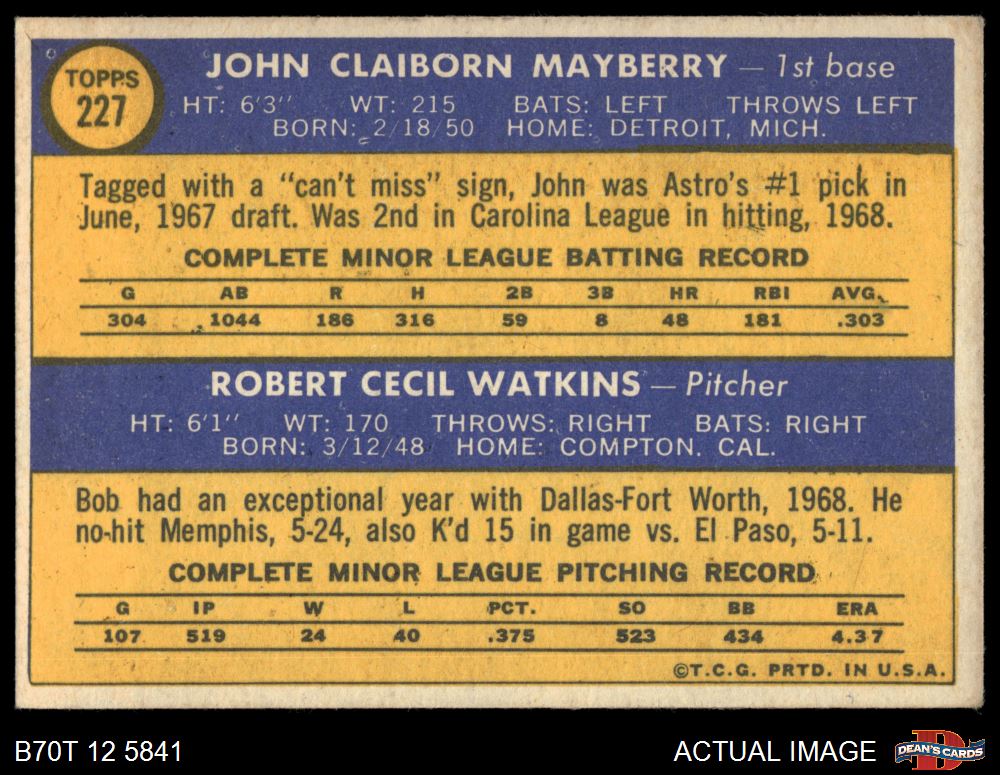 TOPPS
227
JOHN CLAIBORN MAYBERRY — 1st base
HT: 6'3" WT: 215 BATS: LEFT THROWS LEFT
BORN: 2/18/50 HOME: DETROIT, MICH.
Tagged with a "can't miss" sign, John was Astro's #1 pick in
June, 1967 draft. Was 2nd in Carolina League in hitting, 1968.
COMPLETE MINOR LEAGUE BATTING RECORD
G AB R H 2B 3B HR RBI AVG.
304 1044 186 316 59 8 48 181 .303
ROBERT CECIL WATKINS — Pitcher
HT: 6'1" WT: 170 THROWS: RIGHT BATS: RIGHT
BORN: 3/12/48 HOME: COMPTON, CAL.
Bob had an exceptional year with Dallas-Fort Worth, 1968. He
no-hit Memphis, 5-24, also K'd 15 in game vs. El Paso, 5-11.
COMPLETE MINOR LEAGUE PITCHING RECORD
G IP W L PCT. SO BB ERA
107 519 24 40 .375 523 434 4.37
©T.C.G. PRTD. IN U.S.A.
B70T 12 5841
ACTUAL IMAGE
D
DEAN'S CARDS